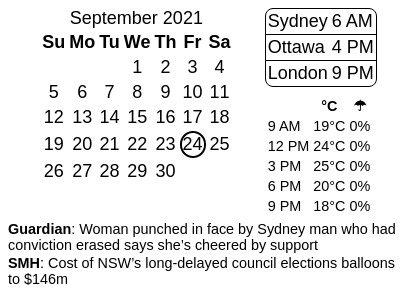 September 2021
Su Mo Tu We Th Fr Sa
1 2 3 4
5 6 7 8 9 10 11
12 13 14 15 16 17 18
19 20 21 22 23 24 25
26 27 28 29 30
Sydney 6 AM
Ottawa 4 PM
London 9 PM
°C ☂
9 AM 19°C 0%
12 PM 24°C 0%
3 PM 25°C 0%
6 PM 20°C 0%
9 PM 18°C 0%
Guardian: Woman punched in face by Sydney man who had
conviction erased says she's cheered by support
SMH: Cost of NSW's long-delayed council elections balloons
to $146m